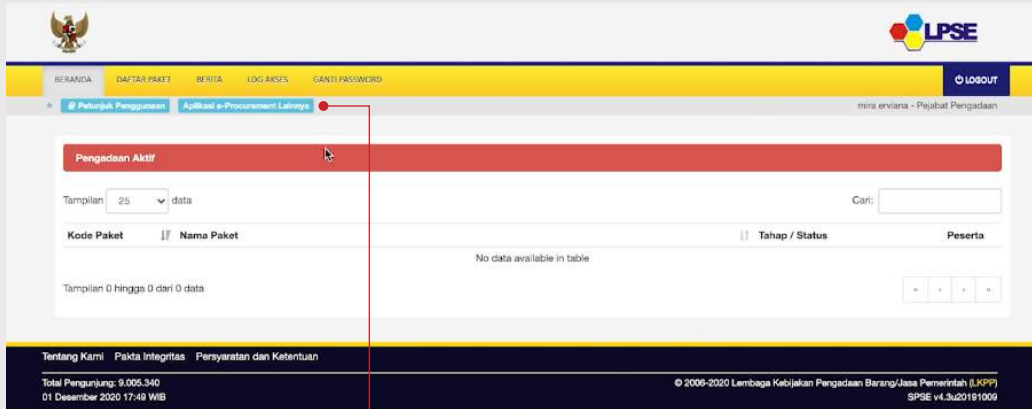 LPSE
BERANDA DAFTAR PAKET BERITA LOG AKSES GANTI PASSWORD LOGOUT
Petunjuk Penggunaan Aplikasi e-Procurement Lainnya mira erviana - Pejabat Pengadaan
Pengadaan Aktif
Tampilan 25 data Cari:
Kode Paket Nama Paket Tahap / Status Peserta
No data available in table
Tampilan 0 hingga 0 dari 0 data « ‹ › »
Tentang Kami Pakta Integritas Persyaratan dan Ketentuan
Total Pengunjung: 9.005.340 © 2006-2020 Lembaga Kebijakan Pengadaan Barang/Jasa Pemerintah (LKPP)
01 Desember 2020 17:49 WIB SPSE v4.3u20191009